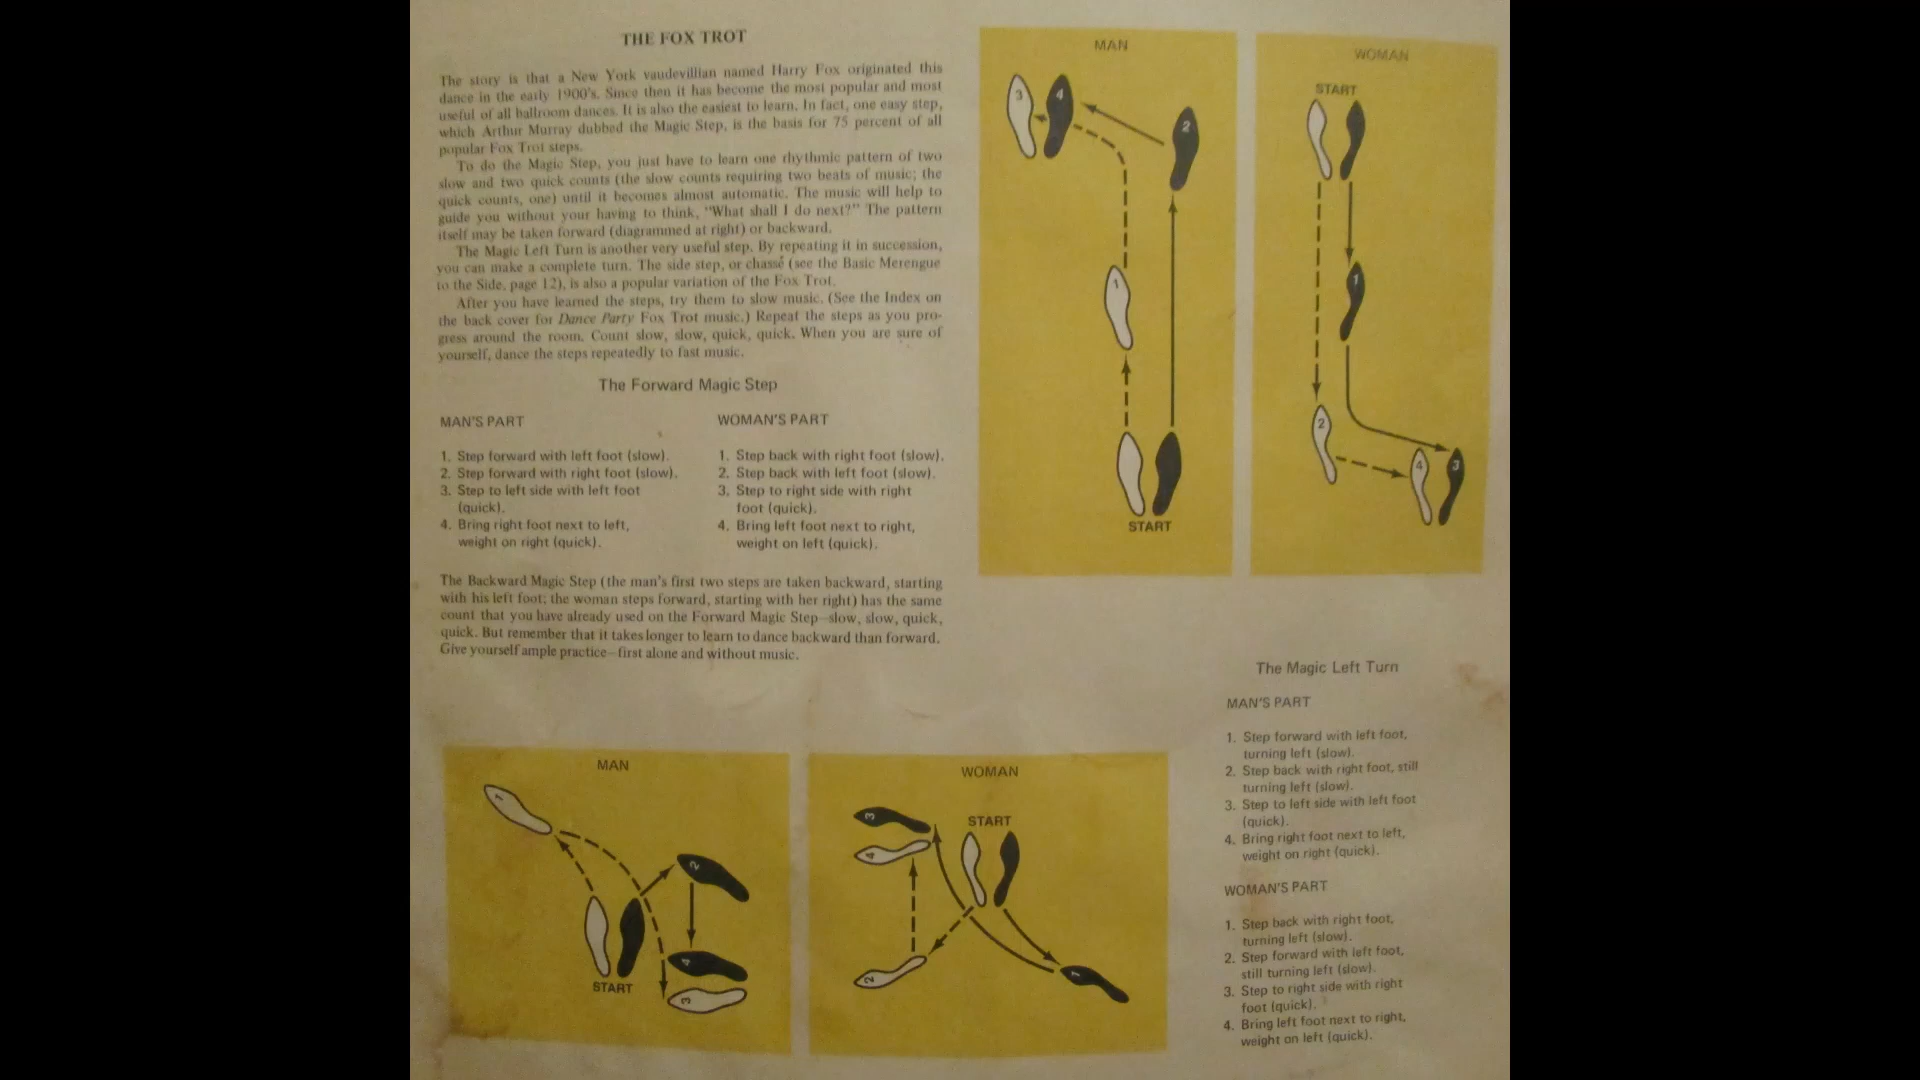 THE FOX TROT
The story is that a New York vaudevillian named Harry Fox originated this
dance in the early 1900's. Since then it has become the most popular and most
useful of all ballroom dances. It is also the easiest to learn. In fact, one easy step,
which Arthur Murray dubbed the Magic Step, is the basis for 75 percent of all
popular Fox Trot steps.
To do the Magic Step, you just have to learn one rhythmic pattern of two
slow and two quick counts (the slow counts requiring two beats of music; the
quick counts, one) until it becomes almost automatic. The music will help to
guide you without your having to think, "What shall I do next?" The pattern
itself may be taken forward (diagrammed at right) or backward.
The Magic Left Turn is another very useful step. By repeating it in succession,
you can make a complete turn. The side step, or chassé (see the Basic Merengue
to the Side, page 12), is also a popular variation of the Fox Trot.
After you have learned the steps, try them to slow music. (See the Index on
the back cover for Dance Party Fox Trot music.) Repeat the steps as you pro-
gress around the room. Count slow, slow, quick, quick. When you are sure of
yourself, dance the steps repeatedly to fast music.
The Forward Magic Step
MAN'S PART
1. Step forward with left foot (slow).
2. Step forward with right foot (slow).
3. Step to left side with left foot
(quick).
4. Bring right foot next to left,
weight on right (quick).
WOMAN'S PART
1. Step back with right foot (slow).
2. Step back with left foot (slow).
3. Step to right side with right
foot (quick).
4. Bring left foot next to right,
weight on left (quick).
The Backward Magic Step (the man's first two steps are taken backward, starting
with his left foot; the woman steps forward, starting with her right) has the same
count that you have already used on the Forward Magic Step—slow, slow, quick,
quick. But remember that it takes longer to learn to dance backward than forward.
Give yourself ample practice—first alone and without music.
MAN
3 4
2
1
START
WOMAN
START
1
2
4 3
MAN
1
2
4
3
START
WOMAN
START
3
4
2
1
The Magic Left Turn
MAN'S PART
1. Step forward with left foot,
turning left (slow).
2. Step back with right foot, still
turning left (slow).
3. Step to left side with left foot
(quick).
4. Bring right foot next to left,
weight on right (quick).
WOMAN'S PART
1. Step back with right foot,
turning left (slow).
2. Step forward with left foot,
still turning left (slow).
3. Step to right side with right
foot (quick).
4. Bring left foot next to right,
weight on left (quick).